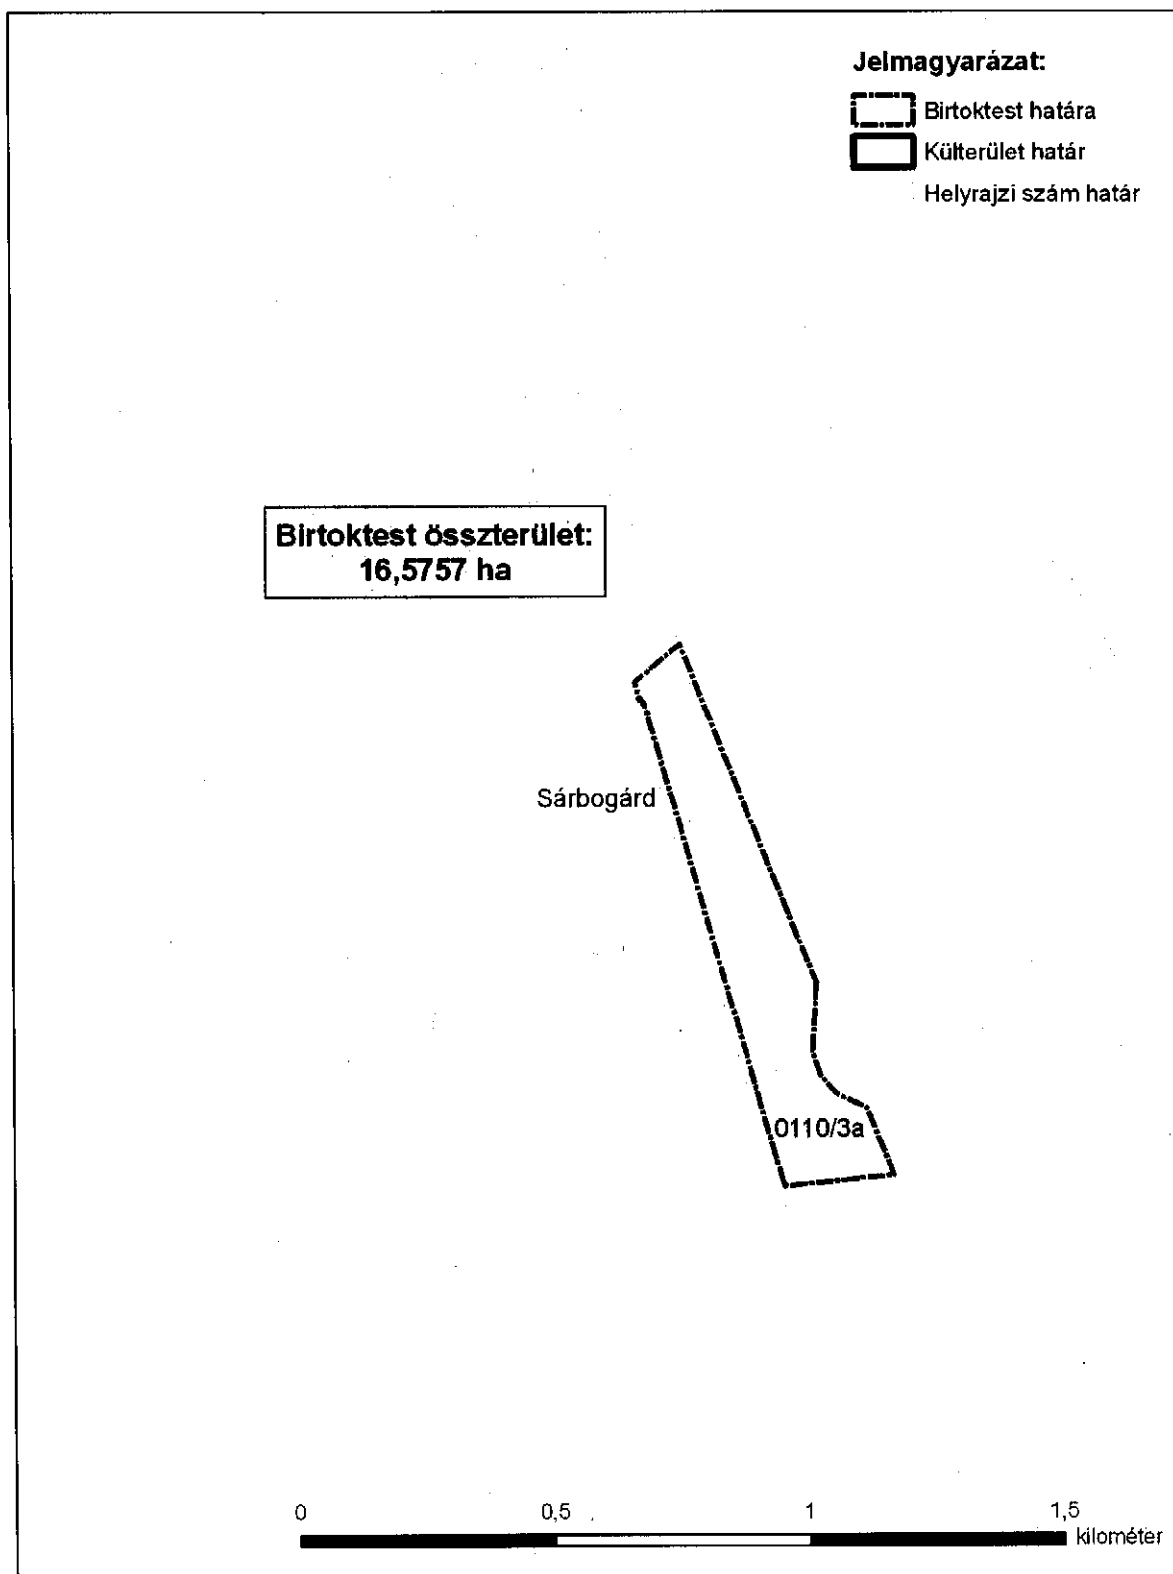 Jelmagyarázat:
Birtoktest határa
Külterület határ
Helyrajzi szám határ
Birtoktest összterület:
16,5757 ha
Sárbogárd
0110/3a
0 0,5 1 1,5
kilométer